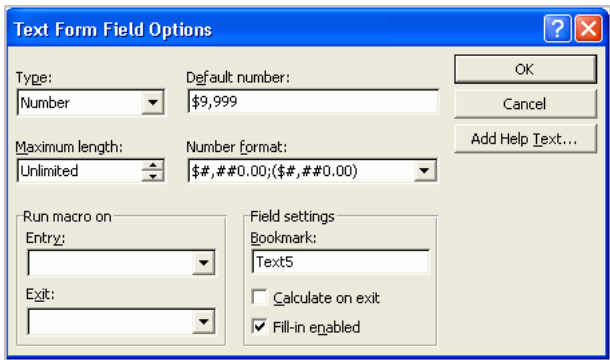 Text Form Field Options
Type:
Number
Default number:
$9,999
OK
Cancel
Add Help Text...
Maximum length:
Unlimited
Number format:
$#,##0.00;($#,##0.00)
Run macro on
Entry:
Exit:
Field settings
Bookmark:
Text5
Calculate on exit
Fill-in enabled